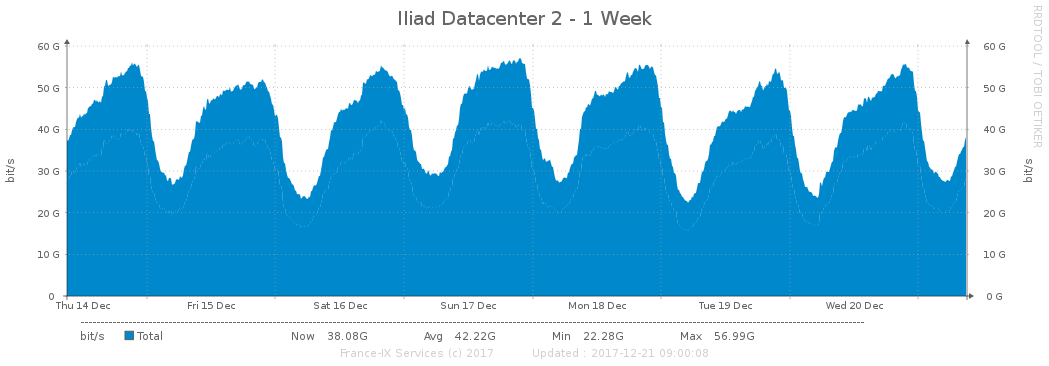 Iliad Datacenter 2 - 1 Week
RRDTOOL / TOBI OETIKER
60 G 60 G
50 G 50 G
40 G 40 G
30 G 30 G
20 G 20 G
10 G 10 G
0 0 G
bit/s
bit/s
Thu 14 Dec Fri 15 Dec Sat 16 Dec Sun 17 Dec Mon 18 Dec Tue 19 Dec Wed 20 Dec
bit/s Total Now 38.08G Avg 42.22G Min 22.28G Max 56.99G
France-IX Services (c) 2017 Updated : 2017-12-21 09:00:08